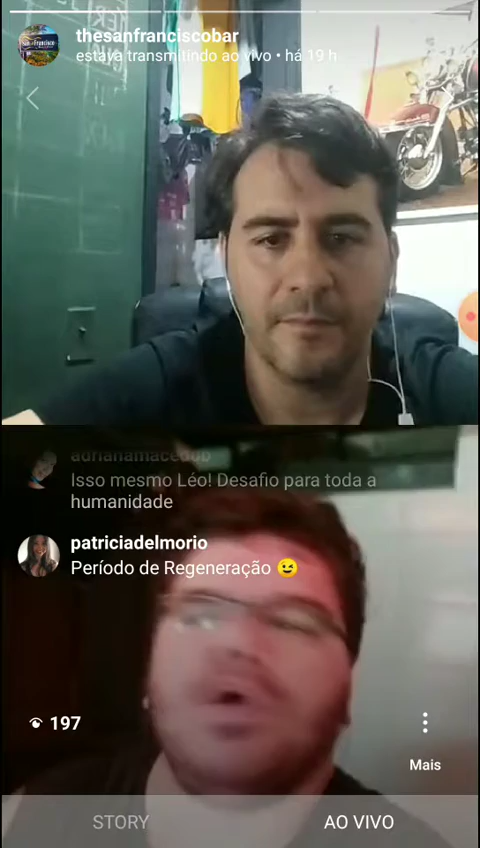 thesanfranciscobar
estava transmitindo ao vivo • há 19 h
adrianamacedob
Isso mesmo Léo! Desafio para toda a
humanidade
patriciadelmorio
Período de Regeneração 😉
197
Mais
STORY
AO VIVO